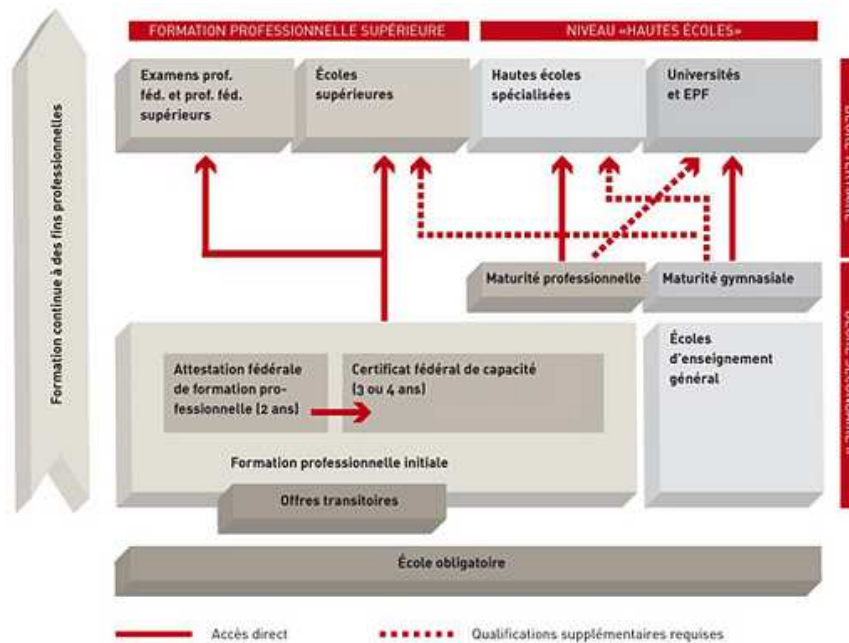 FORMATION PROFESSIONNELLE SUPÉRIEURE
NIVEAU «HAUTES ÉCOLES»
Examens prof.
féd. et prof. féd.
supérieurs
Écoles
supérieures
Hautes écoles
spécialisées
Universités
et EPF
Formation continue à des fins professionnelles
Maturité professionnelle
Maturité gymnasiale
Attestation fédérale
de formation pro-
fessionnelle (2 ans)
Certificat fédéral de capacité
(3 ou 4 ans)
Écoles
d'enseignement
général
Formation professionnelle initiale
Offres transitoires
École obligatoire
Accès direct
Qualifications supplémentaires requises